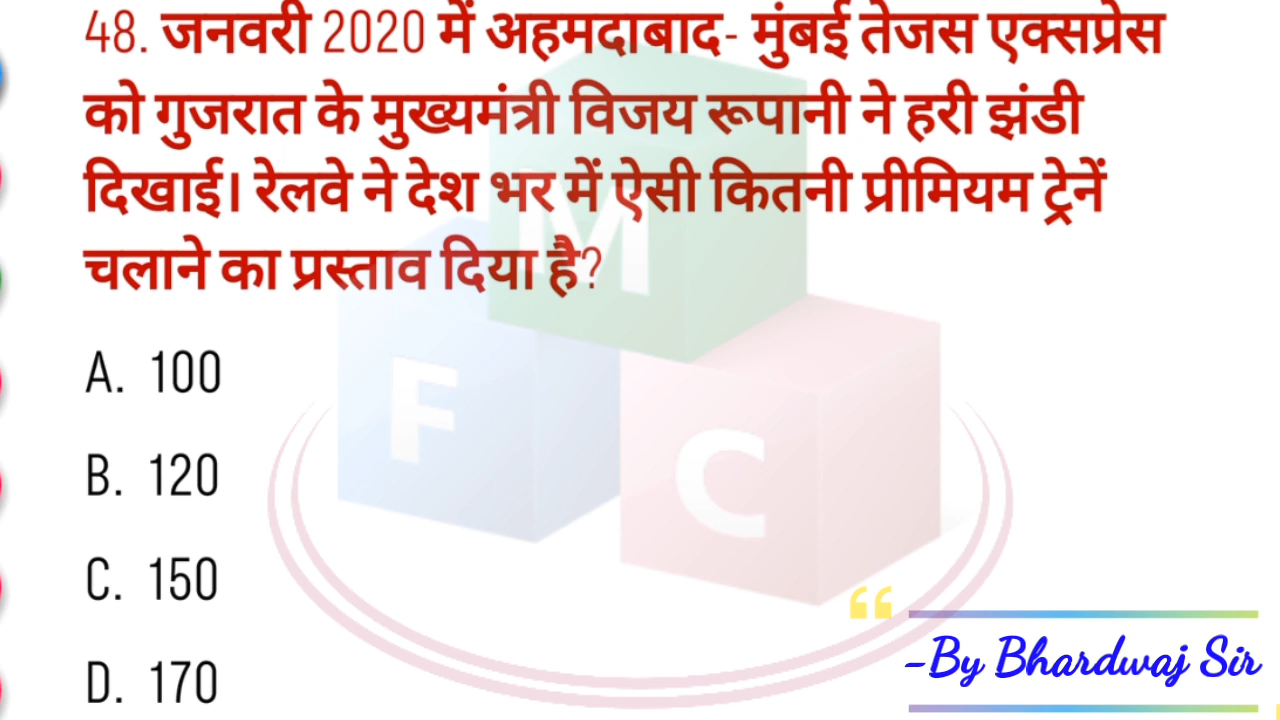 48. जनवरी 2020 में अहमदाबाद- मुंबई तेजस एक्सप्रेस
को गुजरात के मुख्यमंत्री विजय रूपानी ने हरी झंडी
दिखाई। रेलवे ने देश भर में ऐसी कितनी प्रीमियम ट्रेनें
चलाने का प्रस्ताव दिया है?
M
F
C
A. 100
B. 120
C. 150
D. 170
“
-By Bhardwaj Sir